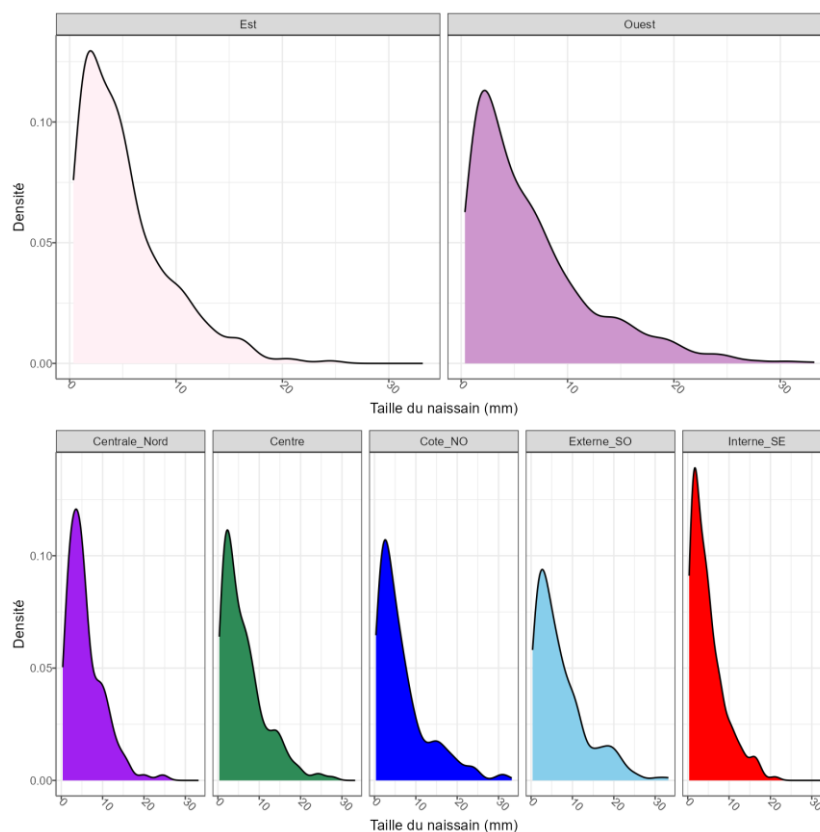 Est Ouest
Densité
0.10
0.05
0.00
0 10 20 30 0 10 20 30
Taille du naissain (mm)
Centrale_Nord Centre Cote_NO Externe_SO Interne_SE
Densité
0.10
0.05
0.00
0 10 20 30 0 10 20 30 0 10 20 30 0 10 20 30 0 10 20 30
Taille du naissain (mm)